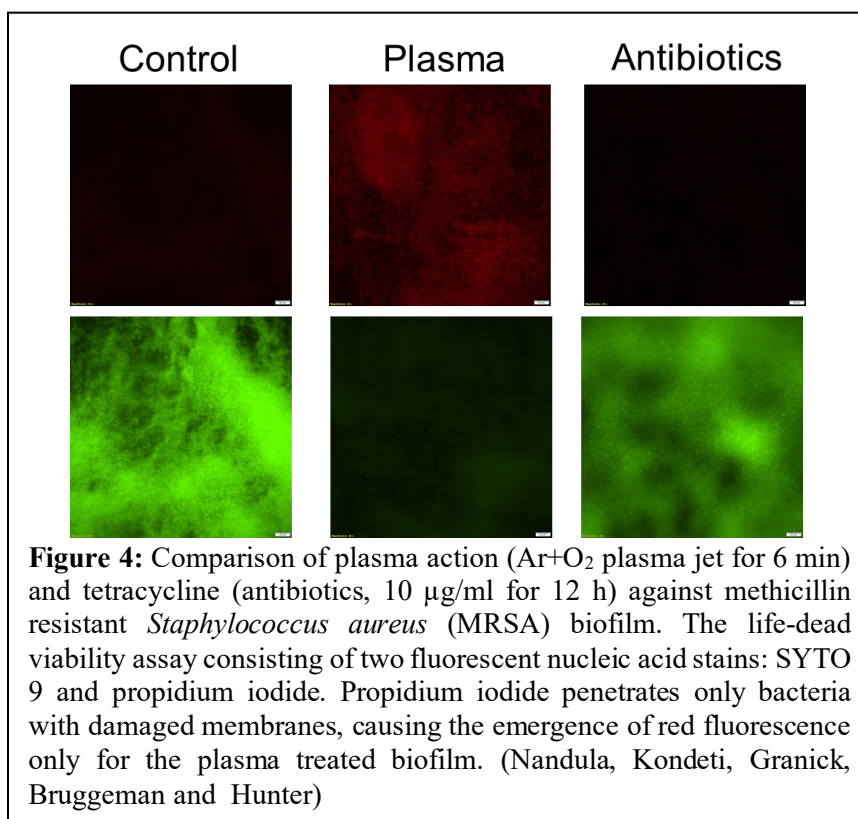 Control Plasma Antibiotics
Figure 4: Comparison of plasma action (Ar+O₂ plasma jet for 6 min)
and tetracycline (antibiotics, 10 µg/ml for 12 h) against methicillin
resistant Staphylococcus aureus (MRSA) biofilm. The life-dead
viability assay consisting of two fluorescent nucleic acid stains: SYTO
9 and propidium iodide. Propidium iodide penetrates only bacteria
with damaged membranes, causing the emergence of red fluorescence
only for the plasma treated biofilm. (Nandula, Kondeti, Granick,
Bruggeman and Hunter)